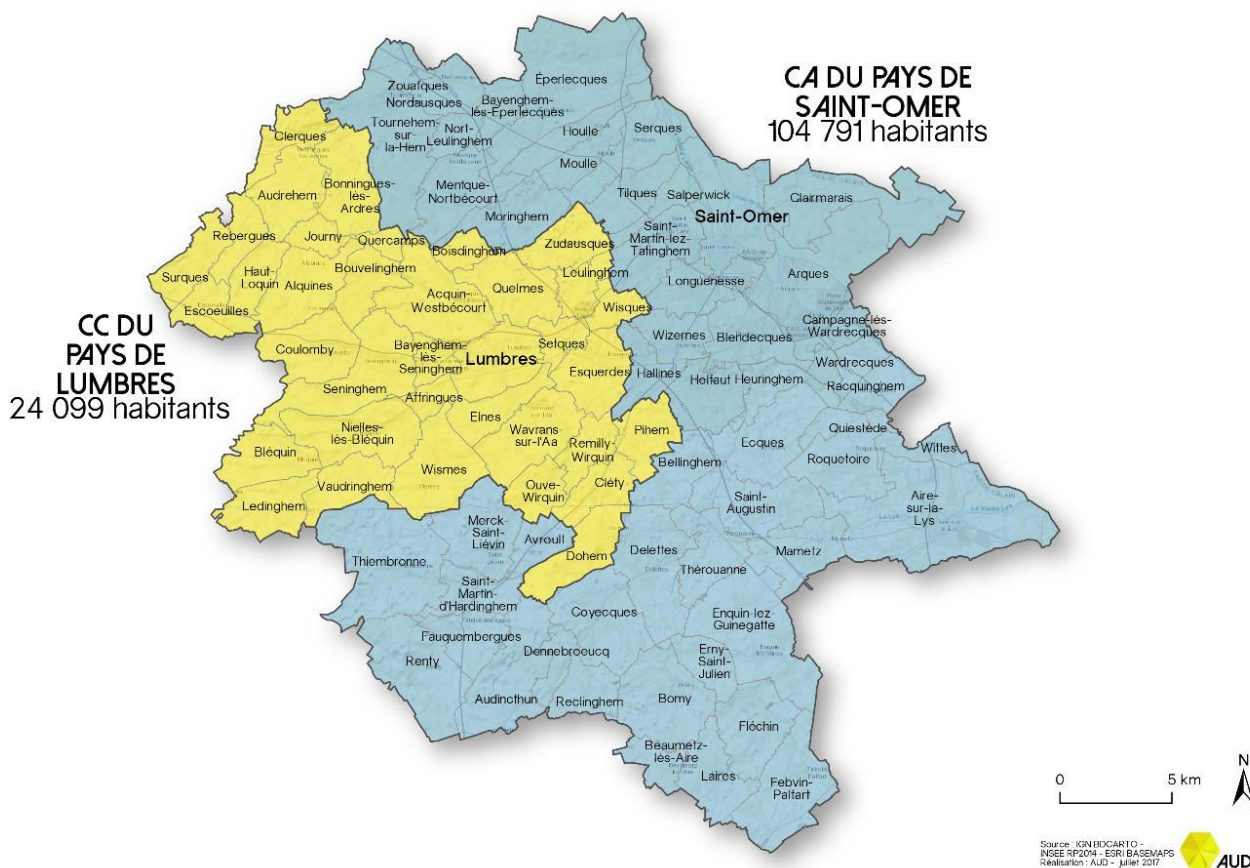 CA DU PAYS DE
SAINT-OMER
104 791 habitants
CC DU
PAYS DE
LUMBRES
24 099 habitants
Éperlecques
Zouafques
Nordausques
Bayenghem-
lès-Eperlecques
Tournehem-
sur-
la-Hem
Nort-
Leulinghem
Houlle
Serques
Moulle
Clerques
Mentque-
Nortbécourt
Tilques
Salperwick
Clairmarais
Audrehem
Bonningues-
lès-
Ardres
Moringhem
Saint-Omer
Saint-
Martin-lez-
Tatinghem
Rebergues
Journy
Quercamps
Boisdinghem
Zudausques
Surques
Haut-
Loquin
Alquines
Bouvelinghem
Leulinghem
Longuenesse
Arques
Escoeuilles
Acquin-
Westbécourt
Quelmes
Wisques
Campagne-lès-
Wardrecques
Wizernes
Blendecques
Coulomby
Bayenghem-
lès-
Seninghem
Lumbres
Setques
Wardrecques
Esquerdes
Hallines
Helfaut
Heuringhem
Racquinghem
Seninghem
Affringues
Elnes
Nielles-
lès-Bléquin
Wavrans-
sur-l'Aa
Remilly-
Wirquin
Pihem
Quiestède
Ecques
Wittes
Bléquin
Wismes
Bellinghem
Roquetoire
Vaudringhem
Ouve-
Wirquin
Cléty
Ledinghem
Saint-
Augustin
Aire-
sur-la-
Lys
Merck-
Saint-
Liévin
Avroult
Dohem
Delettes
Mametz
Thiembronne
Thérouanne
Saint-
Martin-
d'Hardinghem
Coyecques
Enquin-lez-
Guinegatte
Fauquembergues
Renty
Dennebroeucq
Erny-
Saint-
Julien
Audincthun
Reclinghem
Bomy
Fléchin
Beaumetz-
lès-Aire
Laires
Febvin-
Palfart
N
0 5 km
Source : IGN BDCARTO -
INSEE RP2014 - ESRI BASEMAPS
Réalisation : AUD - juillet 2017
AUD